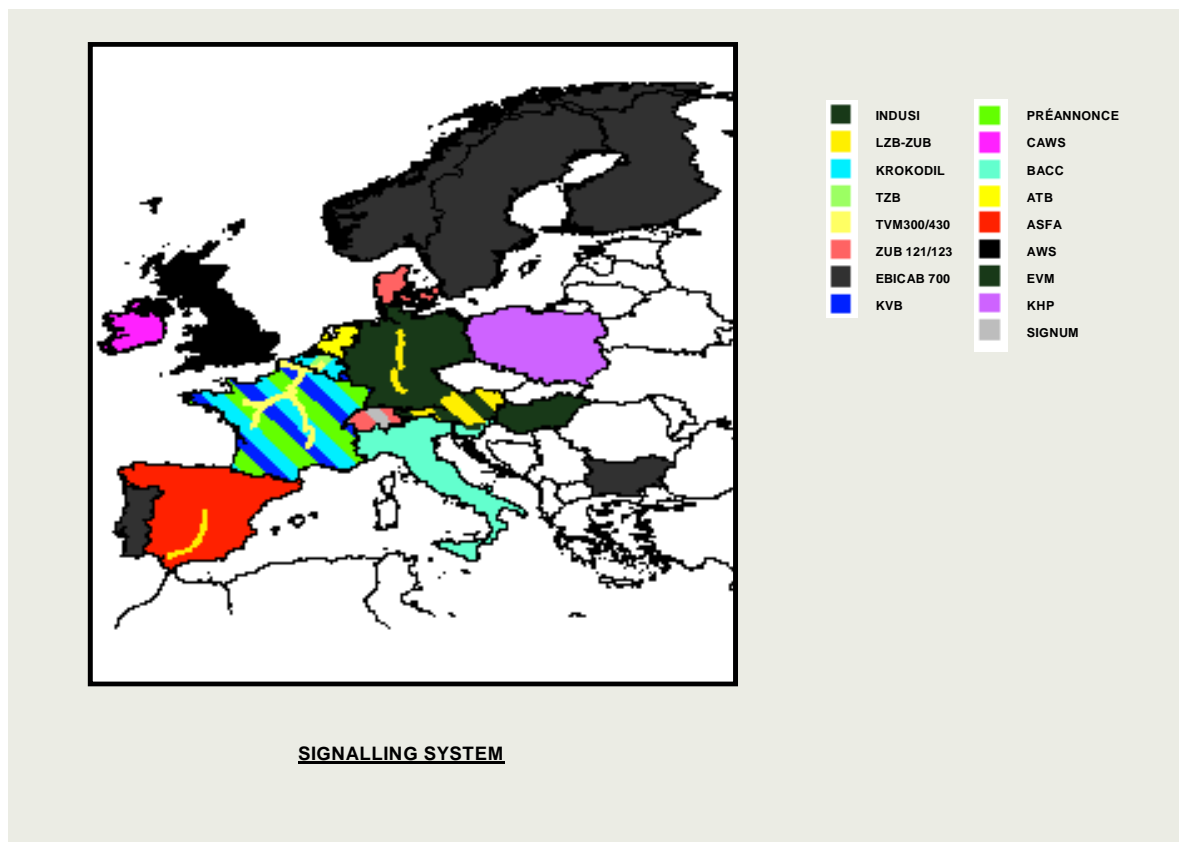 INDUSI
LZB-ZUB
KROKODIL
TZB
TVM300/430
ZUB 121/123
EBICAB 700
KVB
PRÉANNONCE
CAWS
BACC
ATB
ASFA
AWS
EVM
KHP
SIGNUM
SIGNALLING SYSTEM